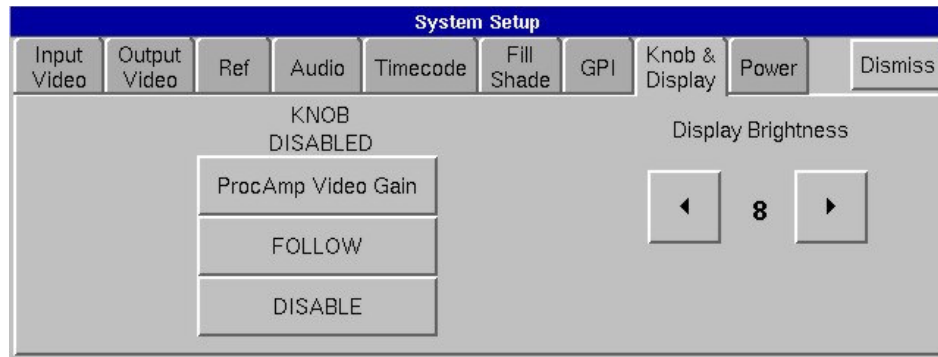 System Setup
Input Video
Output Video
Ref
Audio
Timecode
Fill Shade
GPI
Knob & Display
Power
Dismiss
KNOB
DISABLED
ProcAmp Video Gain
FOLLOW
DISABLE
Display Brightness
8